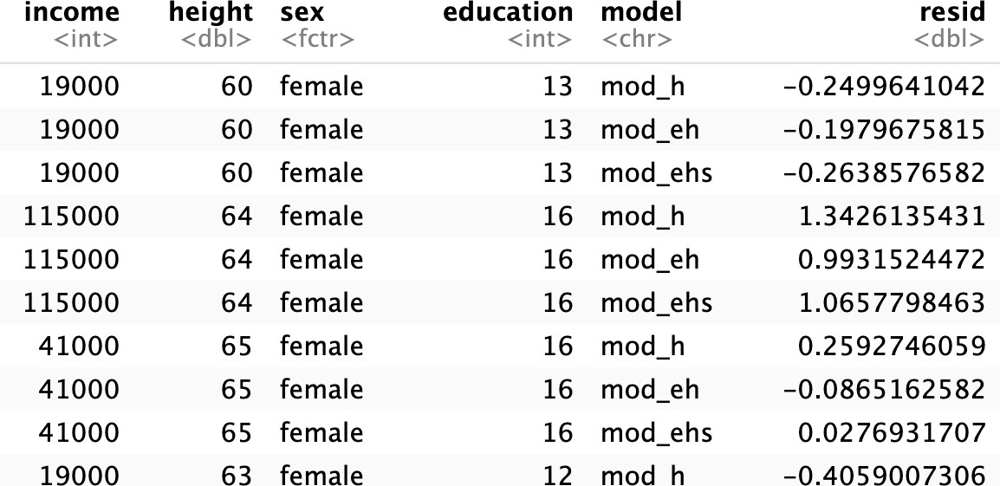 income height sex education model resid
<int> <dbl> <fctr> <int> <chr> <dbl>
19000 60 female 13 mod_h -0.2499641042
19000 60 female 13 mod_eh -0.1979675815
19000 60 female 13 mod_ehs -0.2638576582
115000 64 female 16 mod_h 1.3426135431
115000 64 female 16 mod_eh 0.9931524472
115000 64 female 16 mod_ehs 1.0657798463
41000 65 female 16 mod_h 0.2592746059
41000 65 female 16 mod_eh -0.0865162582
41000 65 female 16 mod_ehs 0.0276931707
19000 63 female 12 mod_h -0.4059007306